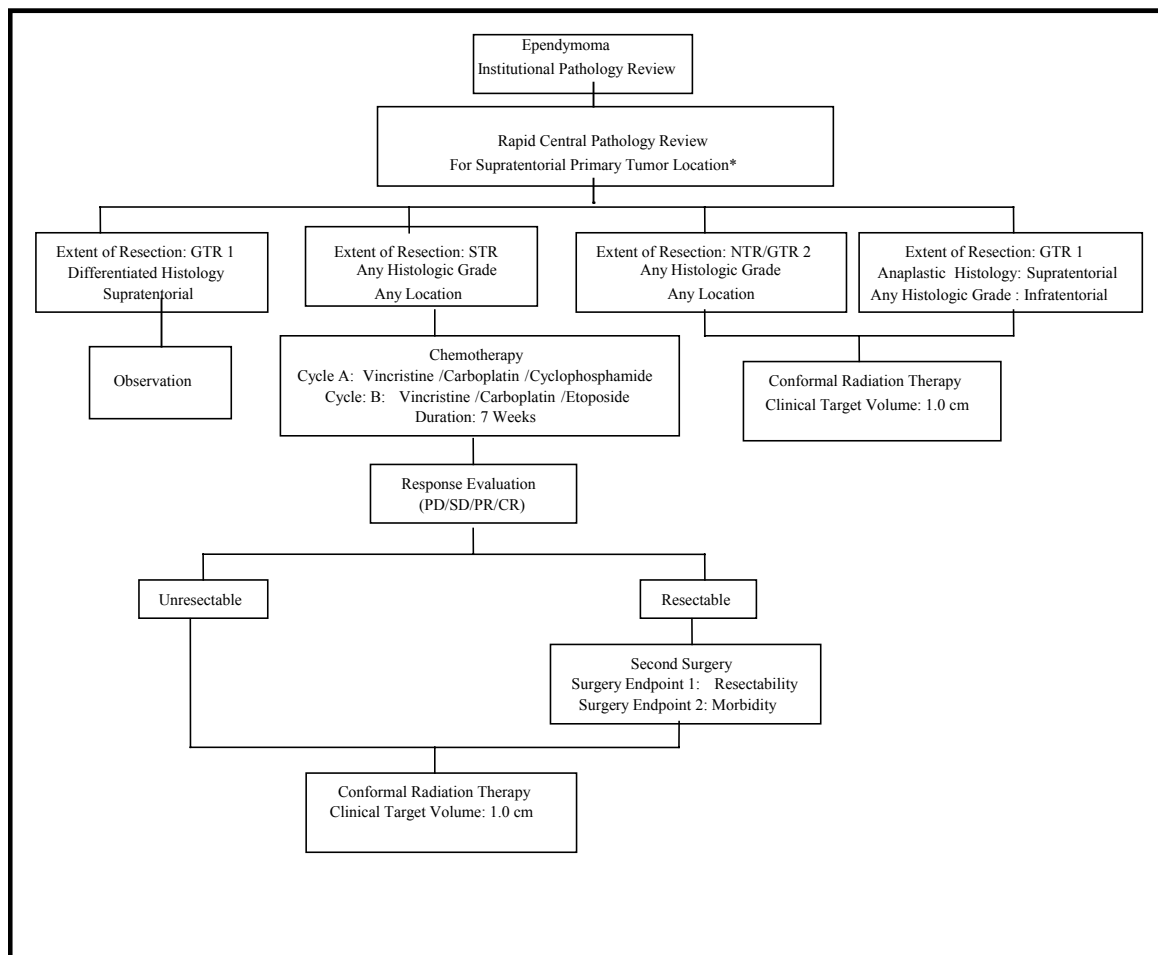 Ependymoma
Institutional Pathology Review
Rapid Central Pathology Review
For Supratentorial Primary Tumor Location*
Extent of Resection: GTR 1
Differentiated Histology
Supratentorial
Extent of Resection: STR
Any Histologic Grade
Any Location
Extent of Resection: NTR/GTR 2
Any Histologic Grade
Any Location
Extent of Resection: GTR 1
Anaplastic Histology: Supratentorial
Any Histologic Grade : Infratentorial
Observation
Chemotherapy
Cycle A: Vincristine /Carboplatin /Cyclophosphamide
Cycle: B: Vincristine /Carboplatin /Etoposide
Duration: 7 Weeks
Conformal Radiation Therapy
Clinical Target Volume: 1.0 cm
Response Evaluation
(PD/SD/PR/CR)
Unresectable
Resectable
Second Surgery
Surgery Endpoint 1: Resectability
Surgery Endpoint 2: Morbidity
Conformal Radiation Therapy
Clinical Target Volume: 1.0 cm